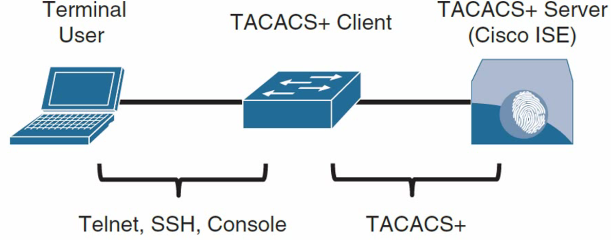 Terminal
User
TACACS+ Client
TACACS+ Server
(Cisco ISE)
Telnet, SSH, Console
TACACS+